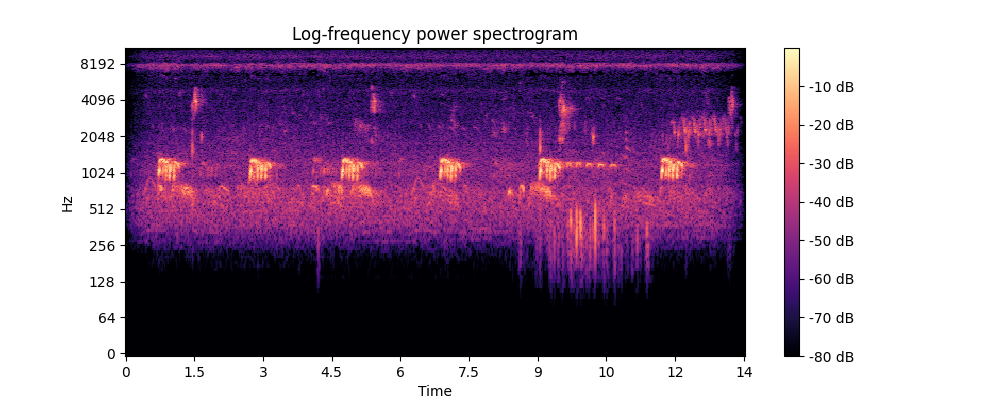 Log-frequency power spectrogram
8192
4096
2048
1024
512
256
128
64
0
Hz
0 1.5 3 4.5 6 7.5 9 10 12 14
Time
-10 dB
-20 dB
-30 dB
-40 dB
-50 dB
-60 dB
-70 dB
-80 dB